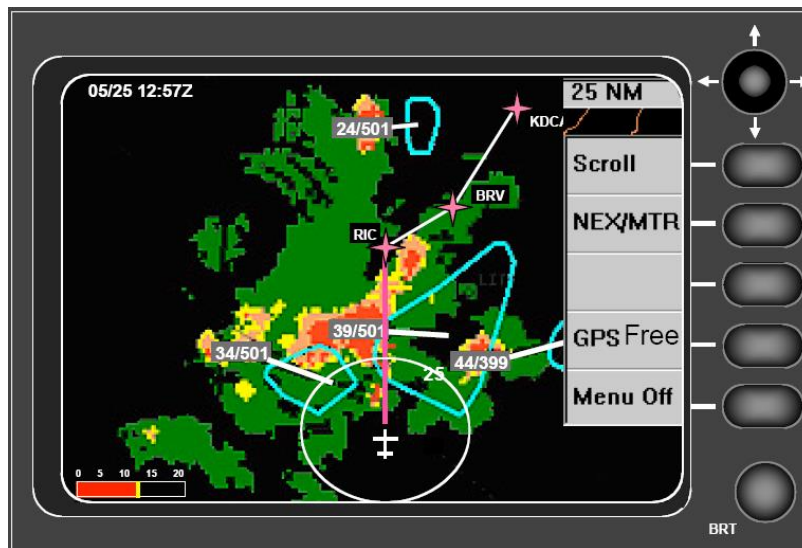 05/25 12:57Z
25 NM
24/501
KDCA
Scroll
BRV
NEX/MTR
RIC
39/501
GPS Free
34/501
44/399
25
Menu Off
0 5 10 15 20
BRT